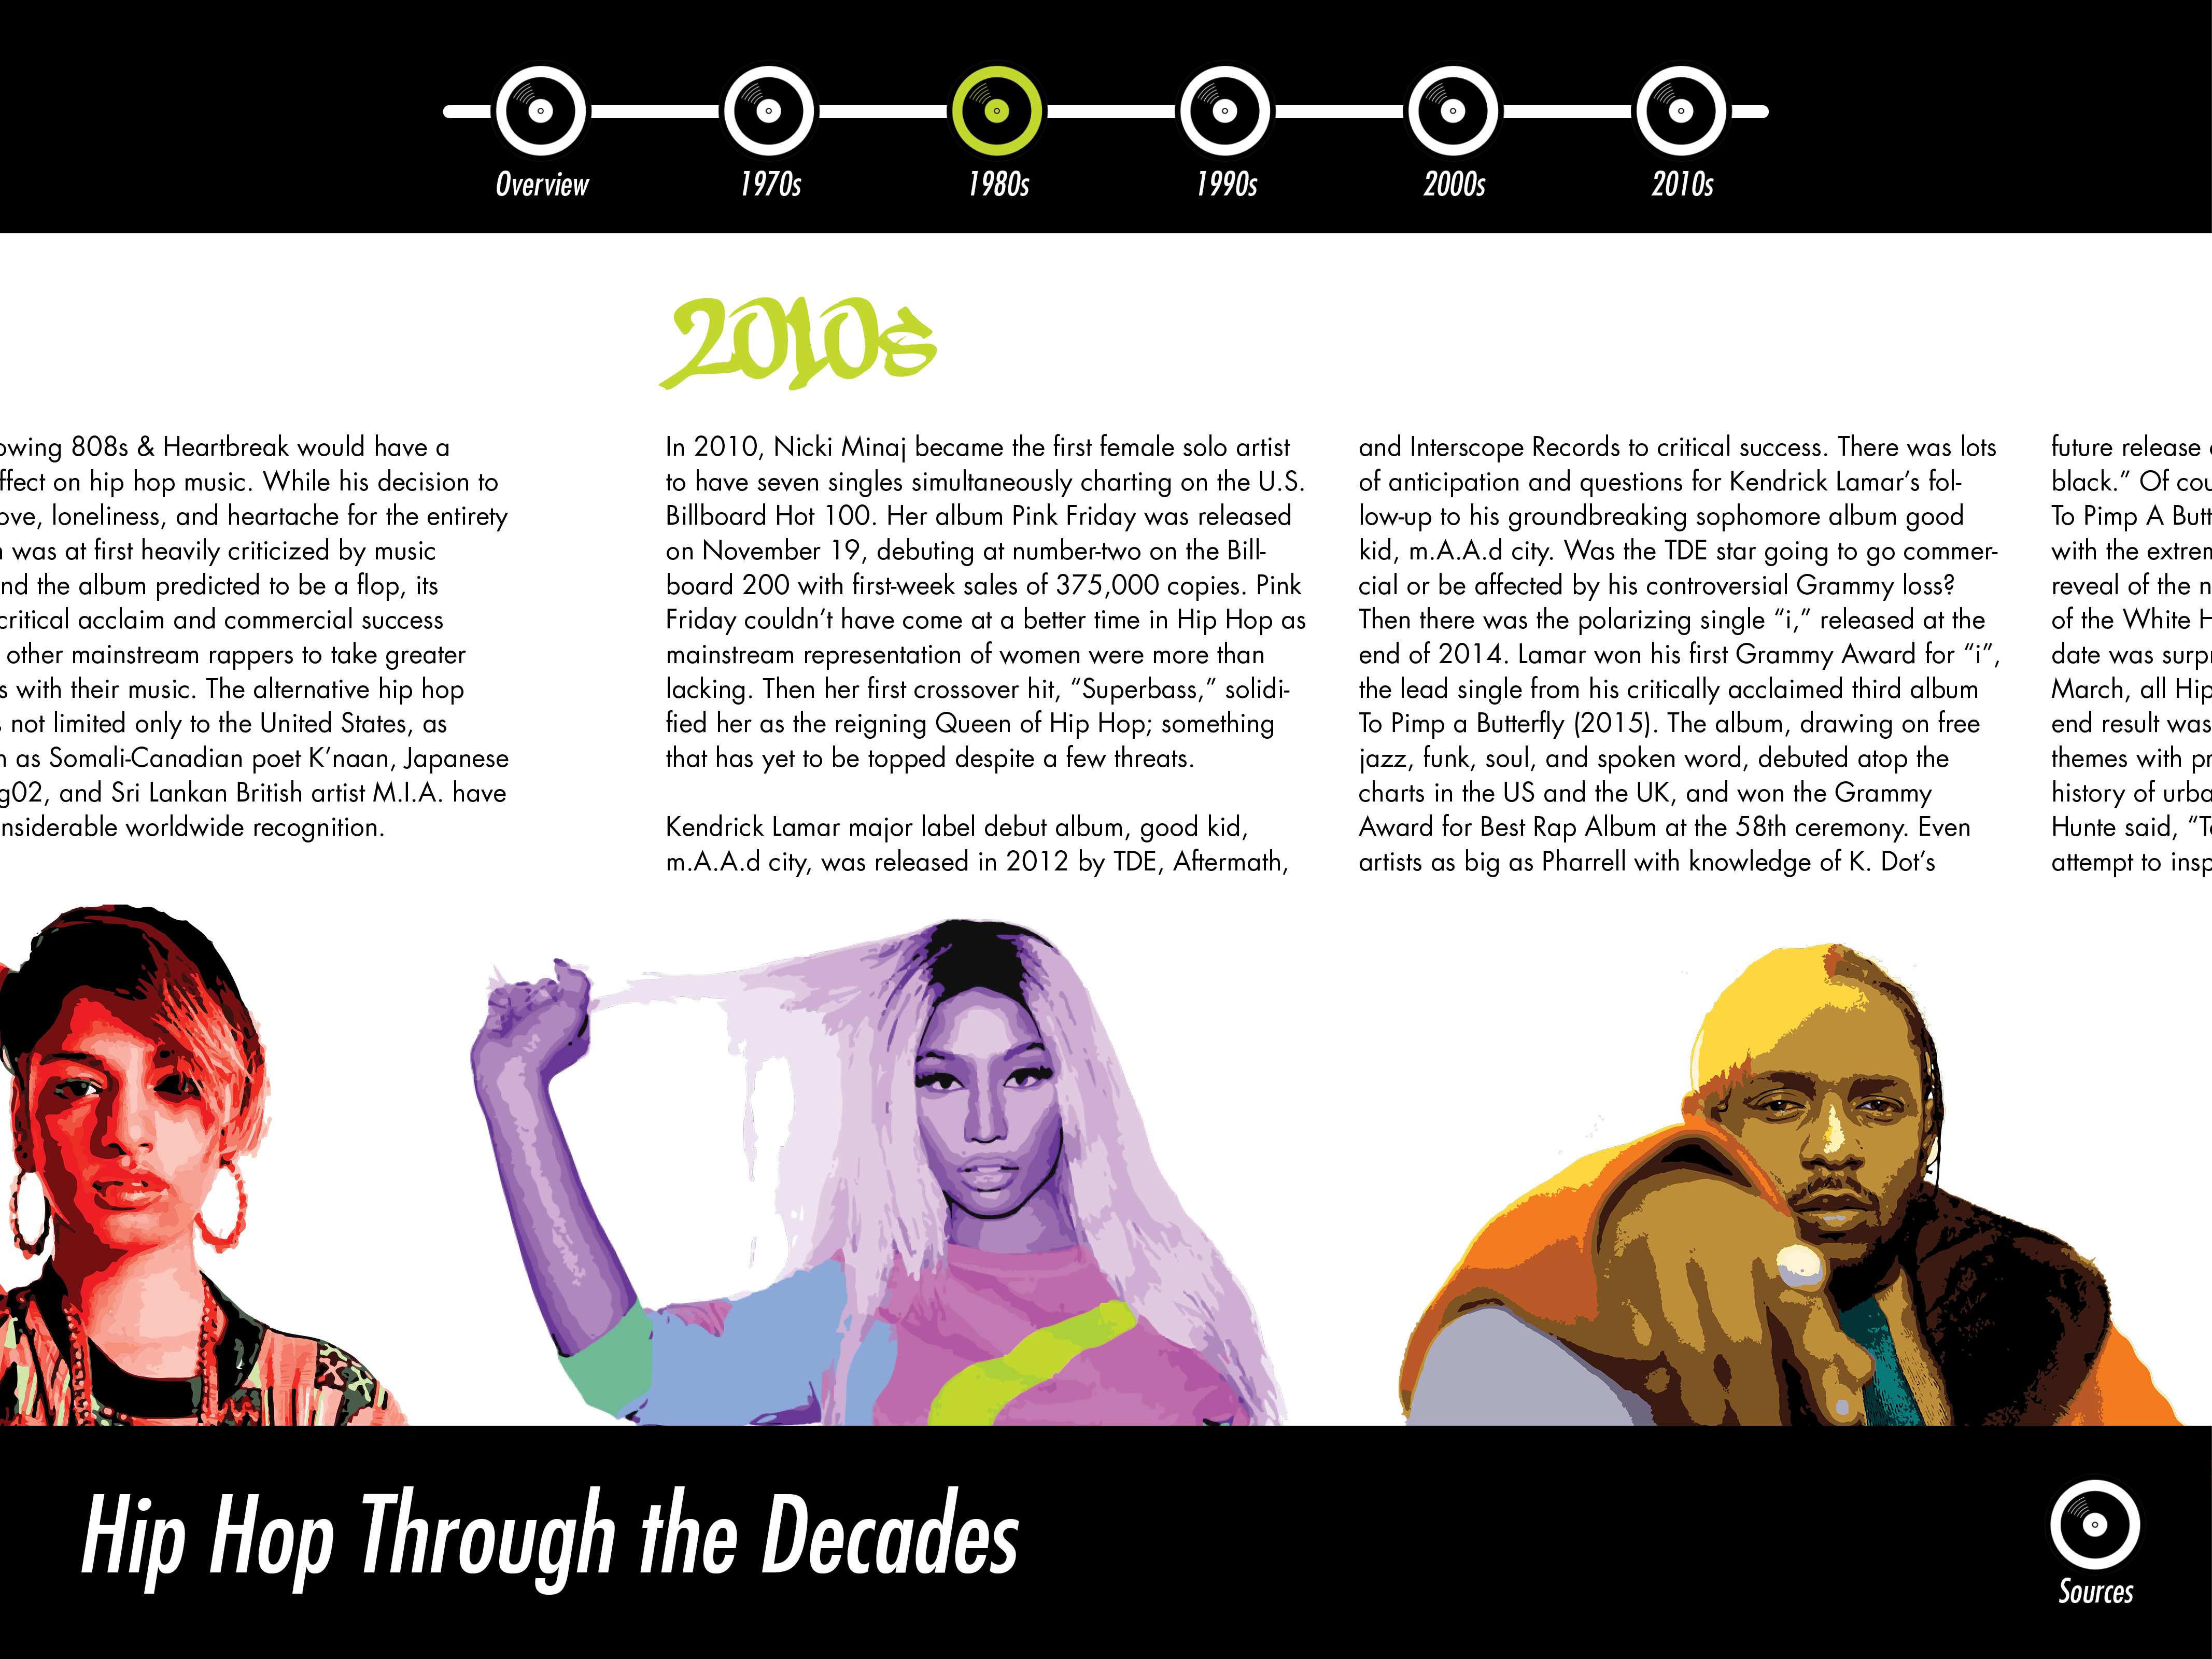 Overview
1970s
1980s
1990s
2000s
2010s
owing 808s & Heartbreak would have a
ffect on hip hop music. While his decision to
ove, loneliness, and heartache for the entirety
was at first heavily criticized by music
nd the album predicted to be a flop, its
critical acclaim and commercial success
other mainstream rappers to take greater
s with their music. The alternative hip hop
s not limited only to the United States, as
as Somali-Canadian poet K'naan, Japanese
g02, and Sri Lankan British artist M.I.A. have
nsiderable worldwide recognition.
2010s
In 2010, Nicki Minaj became the first female solo artist
to have seven singles simultaneously charting on the U.S.
Billboard Hot 100. Her album Pink Friday was released
on November 19, debuting at number-two on the Bill-
board 200 with first-week sales of 375,000 copies. Pink
Friday couldn't have come at a better time in Hip Hop as
mainstream representation of women were more than
lacking. Then her first crossover hit, “Superbass,” solidi-
fied her as the reigning Queen of Hip Hop; something
that has yet to be topped despite a few threats.
Kendrick Lamar major label debut album, good kid,
m.A.A.d city, was released in 2012 by TDE, Aftermath,
and Interscope Records to critical success. There was lots
of anticipation and questions for Kendrick Lamar's fol-
low-up to his groundbreaking sophomore album good
kid, m.A.A.d city. Was the TDE star going to go commer-
cial or be affected by his controversial Grammy loss?
Then there was the polarizing single “i,” released at the
end of 2014. Lamar won his first Grammy Award for “i”,
the lead single from his critically acclaimed third album
To Pimp a Butterfly (2015). The album, drawing on free
jazz, funk, soul, and spoken word, debuted atop the
charts in the US and the UK, and won the Grammy
Award for Best Rap Album at the 58th ceremony. Even
artists as big as Pharrell with knowledge of K. Dot's
future release
black.” Of cou
To Pimp A Butt
with the extrem
reveal of the n
of the White H
date was surpr
March, all Hip
end result was
themes with pr
history of urba
Hunte said, “To
attempt to insp
Hip Hop Through the Decades
Sources